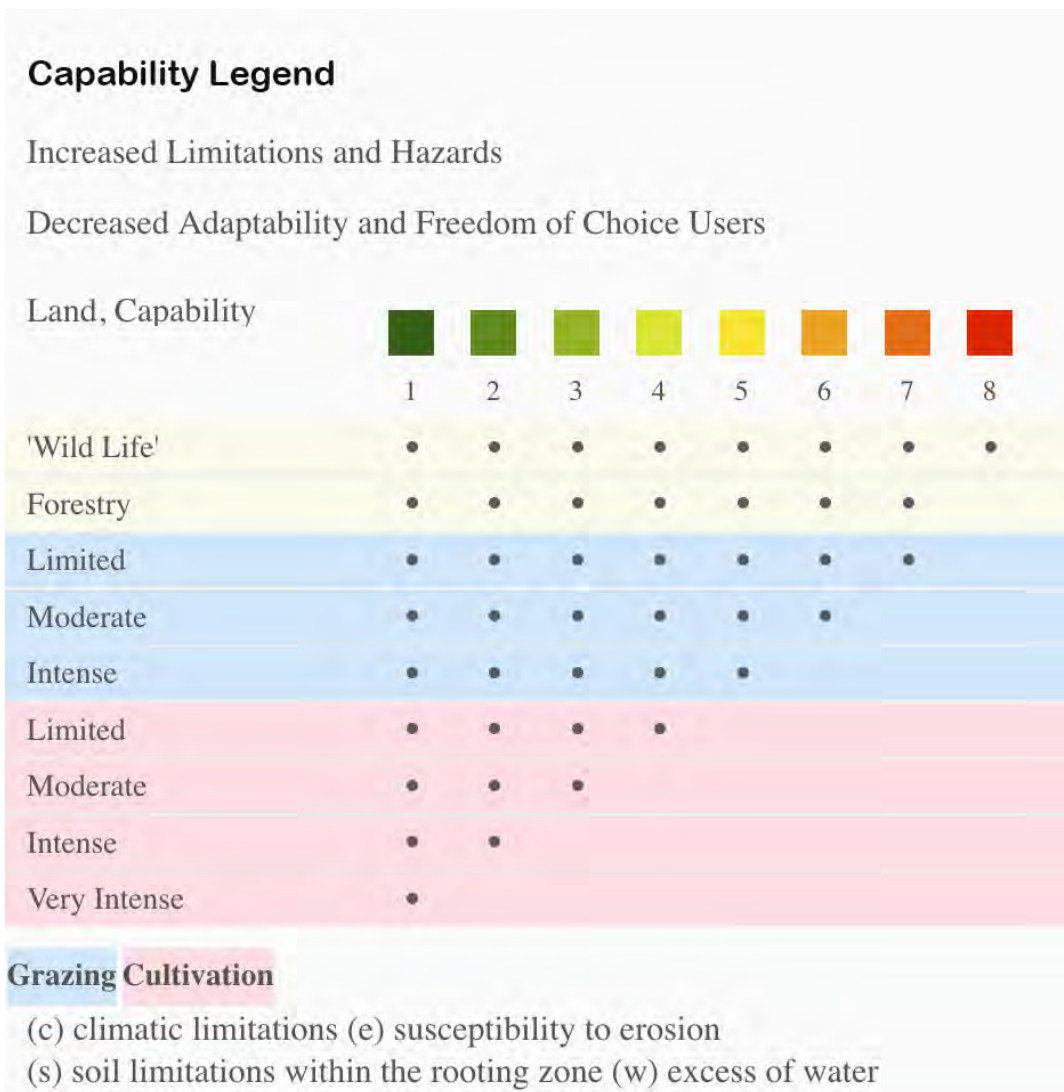 Capability Legend
Increased Limitations and Hazards
Decreased Adaptability and Freedom of Choice Users
Land, Capability
1 2 3 4 5 6 7 8
'Wild Life' • • • • • • • •
Forestry • • • • • • •
Limited • • • • • • •
Moderate • • • • • •
Intense • • • • •
Limited • • • •
Moderate • • •
Intense • •
Very Intense •
Grazing Cultivation
(c) climatic limitations (e) susceptibility to erosion
(s) soil limitations within the rooting zone (w) excess of water